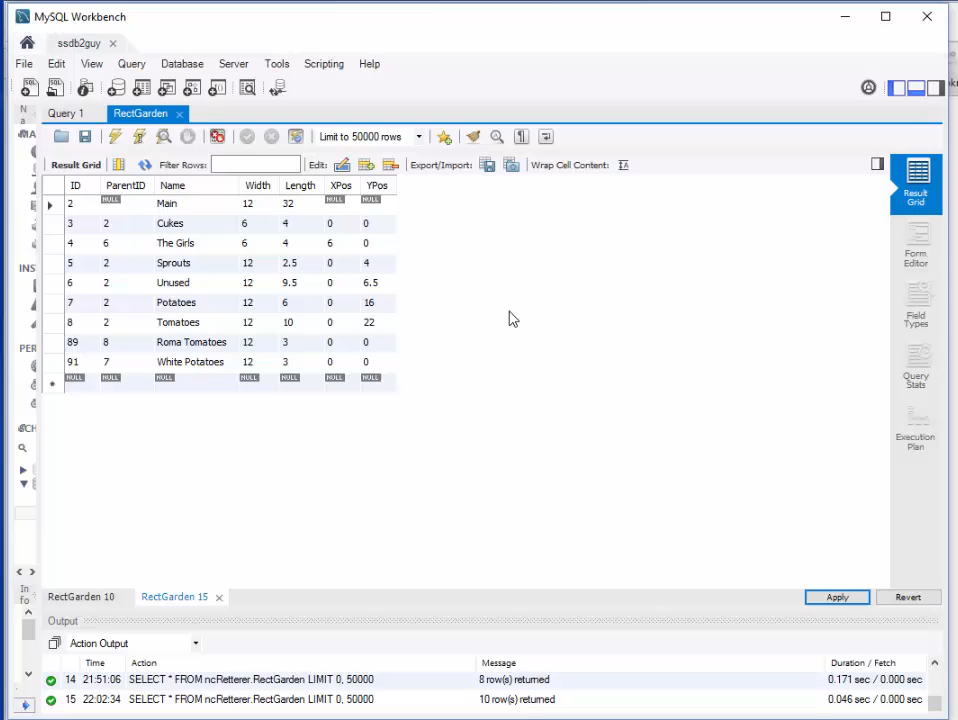 MySQL Workbench
ssdb2guy
File Edit View Query Database Server Tools Scripting Help
Query 1 RectGarden
Limit to 50000 rows
Result Grid Filter Rows: Edit: Export/Import: Wrap Cell Content:
ID ParentID Name Width Length XPos YPos
2 NULL Main 12 32 NULL NULL
3 2 Cukes 6 4 0 0
4 6 The Girls 6 4 6 0
5 2 Sprouts 12 2.5 0 4
6 2 Unused 12 9.5 0 6.5
7 2 Potatoes 12 6 0 16
8 2 Tomatoes 12 10 0 22
89 8 Roma Tomatoes 12 3 0 0
91 7 White Potatoes 12 3 0 0
NULL NULL NULL NULL NULL NULL NULL
Result
Grid
Form
Editor
Field
Types
Query
Stats
Execution
Plan
N
a
MA
INS
PER
SCH
In
fo
RectGarden 10 RectGarden 15 Apply Revert
Output
Action Output
Time Action Message Duration / Fetch
14 21:51:06 SELECT * FROM ncRetterer.RectGarden LIMIT 0, 50000 8 row(s) returned 0.171 sec / 0.000 sec
15 22:02:34 SELECT * FROM ncRetterer.RectGarden LIMIT 0, 50000 10 row(s) returned 0.046 sec / 0.000 sec